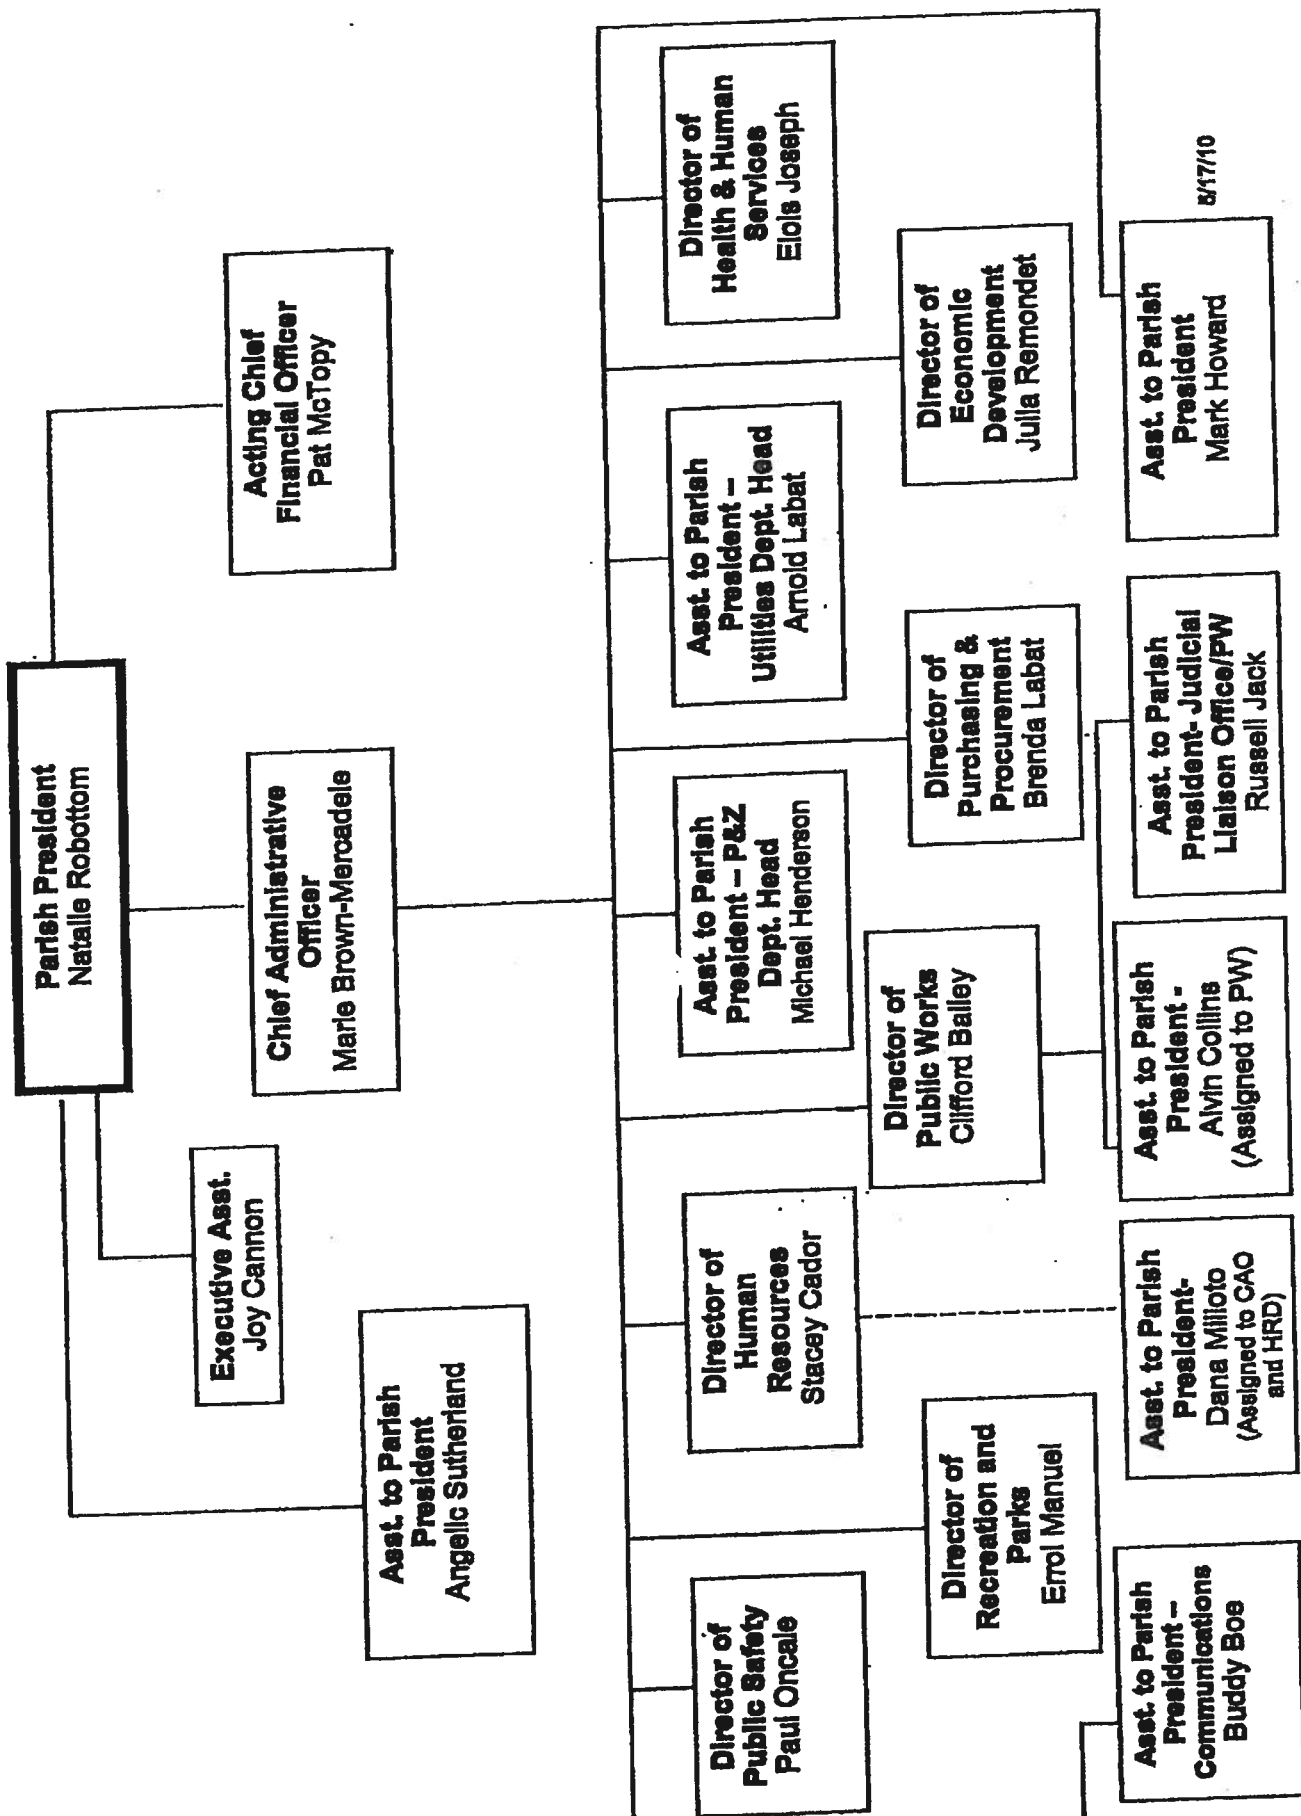 Parish President
Natalie Robottom
Executive Asst.
Joy Cannon
Asst. to Parish
President
Angelic Sutherland
Chief Administrative
Officer
Marie Brown-Mercadele
Acting Chief
Financial Officer
Pat McTopy
Director of
Public Safety
Paul Oncale
Director of
Human
Resources
Stacey Cador
Asst. to Parish
President – P&Z
Dept. Head
Michael Henderson
Asst. to Parish
President –
Utilities Dept. Head
Arnold Labat
Director of
Health & Human
Services
Elois Joseph
Director of
Recreation and
Parks
Errol Manuel
Director of
Public Works
Clifford Bailey
Director of
Purchasing &
Procurement
Brenda Labat
Director of
Economic
Development
Julia Remondet
Asst. to Parish
President –
Communications
Buddy Boe
Asst. to Parish
President-
Dana Millioto
(Assigned to CAO
and HRD)
Asst. to Parish
President -
Alvin Collins
(Assigned to PW)
Asst. to Parish
President- Judicial
Liaison Office/PW
Russell Jack
Asst. to Parish
President
Mark Howard
5/17/10